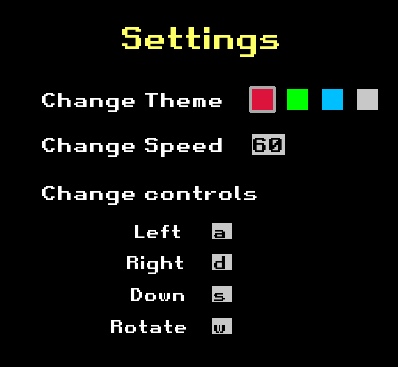 Settings
Change Theme
Change Speed 60
Change controls
Left a
Right d
Down s
Rotate w